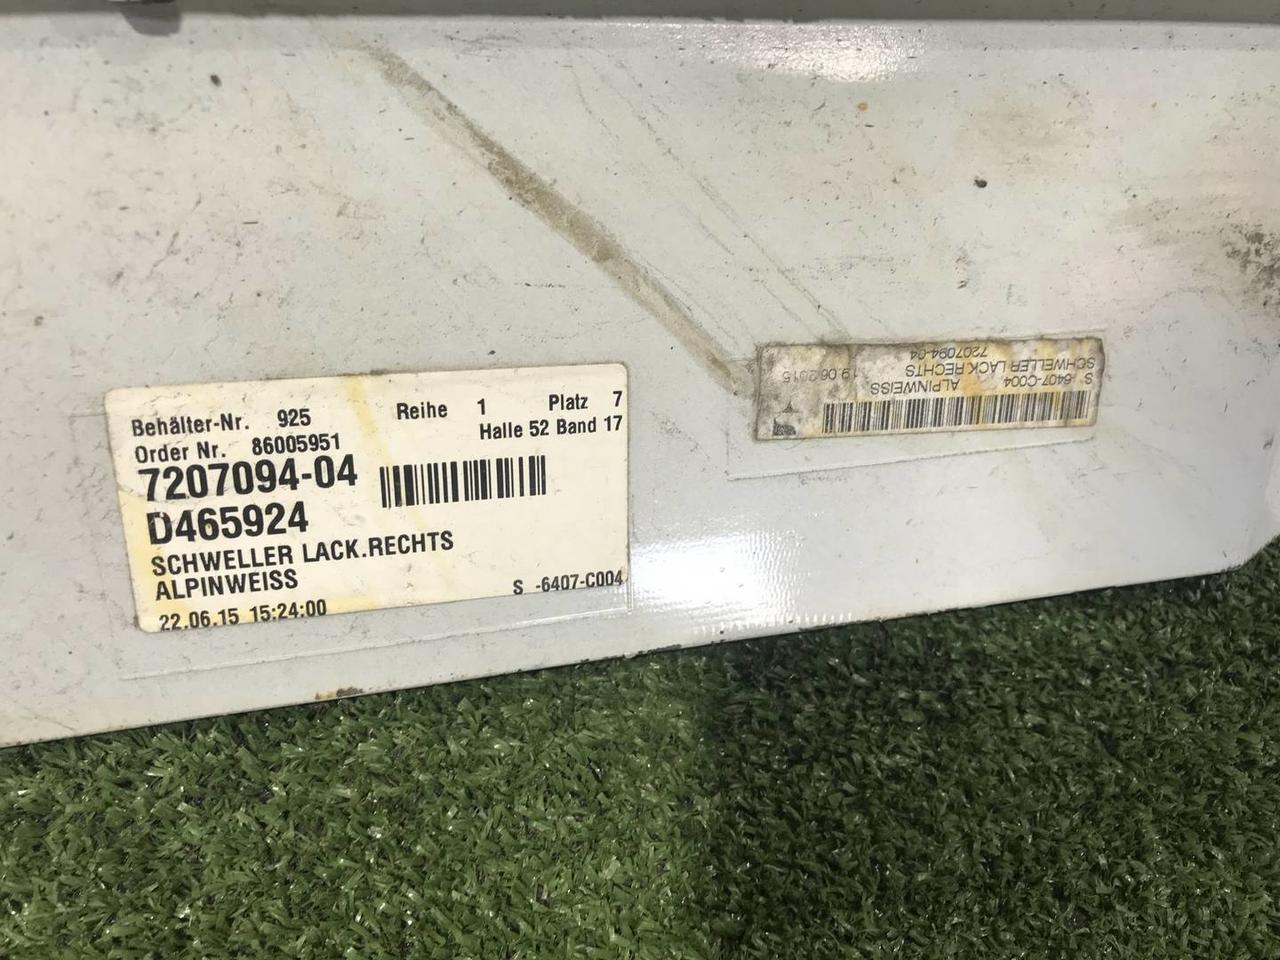 Behälter-Nr. 925 Reihe 1 Platz 7
Order Nr. 86005951 Halle 52 Band 17
7207094-04
D465924
SCHWELLER LACK.RECHTS
ALPINWEISS
S -6407-C004
22.06.15 15:24:00
S -6407-C004 ALPINWEISS 19.06.2015
SCHWELLER LACK RECHTS
7207094-04